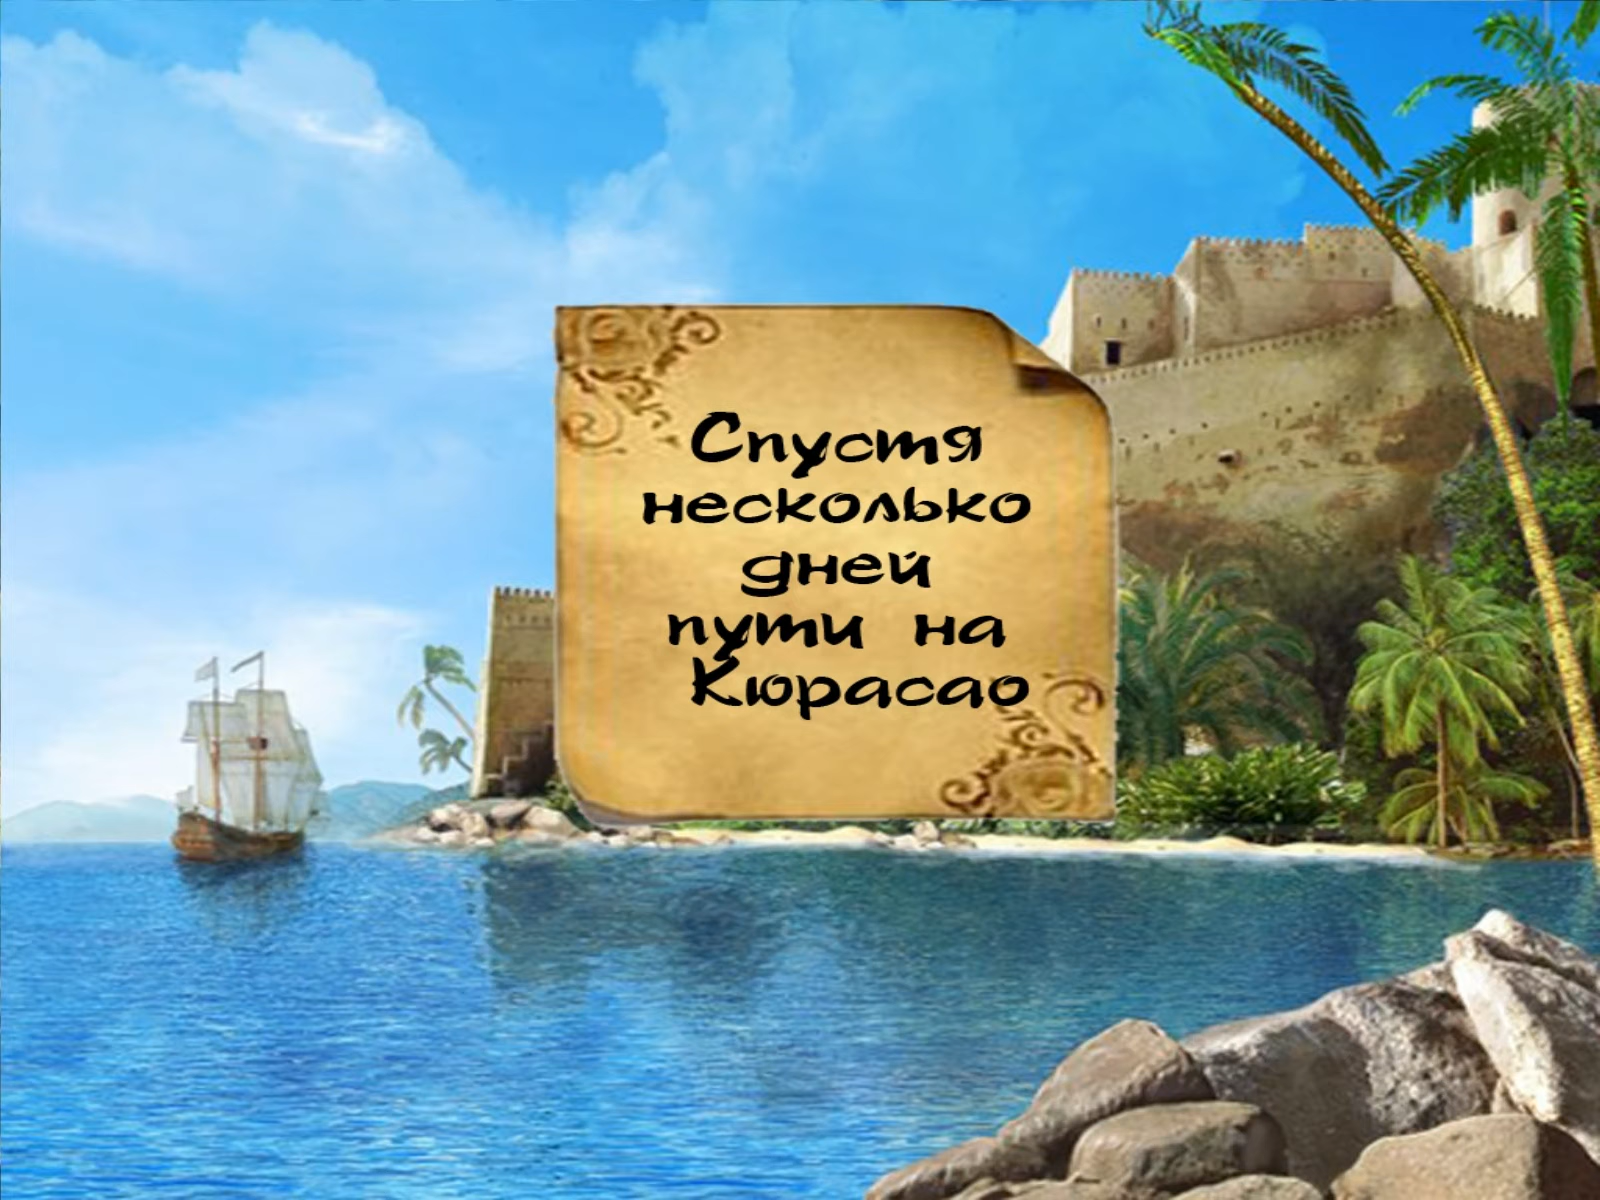 Спустя
несколько
дней
пути на
Кюрасао